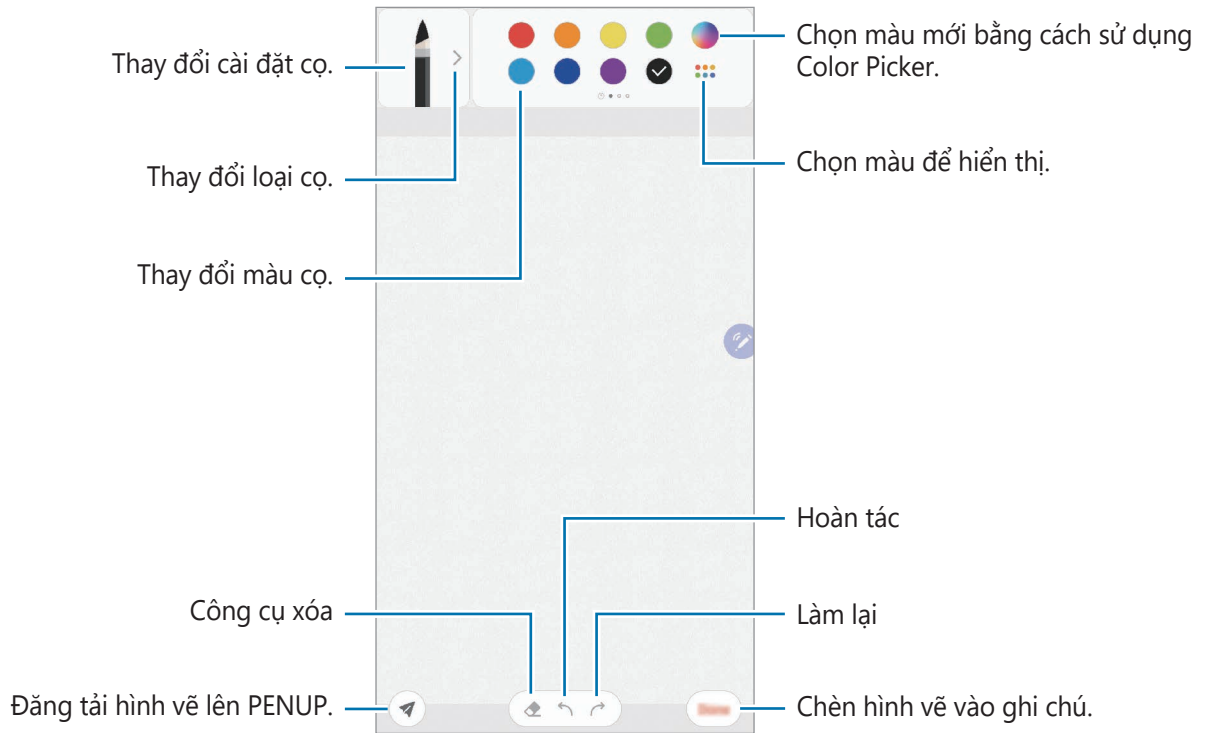 Thay đổi cài đặt cọ.
Thay đổi loại cọ.
Thay đổi màu cọ.
Công cụ xóa
Đăng tải hình vẽ lên PENUP.
Chọn màu mới bằng cách sử dụng
Color Picker.
Chọn màu để hiển thị.
Hoàn tác
Làm lại
Chèn hình vẽ vào ghi chú.
Done